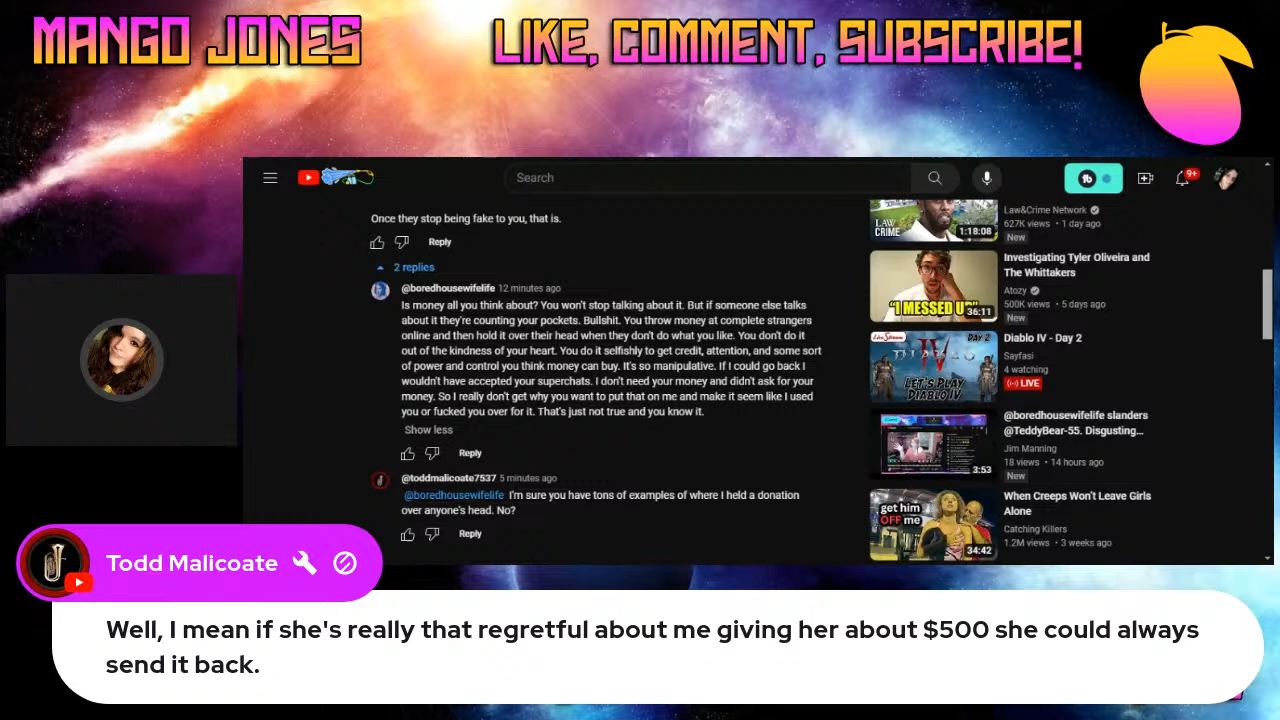 MANGO JONES
LIKE, COMMENT, SUBSCRIBE!
Search
9+
Once they stop being fake to you, that is.
Reply
2 replies
@boredhousewifelife 12 minutes ago
Is money all you think about? You won't stop talking about it. But if someone else talks
about it they're counting your pockets. Bullshit. You throw money at complete strangers
online and then hold it over their head when they don't do what you like. You don't do it
out of the kindness of your heart. You do it selfishly to get credit, attention, and some sort
of power and control you think money can buy. It's so manipulative. If I could go back I
wouldn't have accepted your superchats. I don't need your money and didn't ask for your
money. So I really don't get why you want to put that on me and make it seem like I used
you or fucked you over for it. That's just not true and you know it.
Show less
Reply
@toddmalicoate7537 5 minutes ago
@boredhousewifelife I'm sure you have tons of examples of where I held a donation
over anyone's head. No?
Reply
LAW
CRIME
1:18:08
Law&Crime Network
627K views • 1 day ago
New
"I MESSED UP"
36:11
Investigating Tyler Oliveira and
The Whittakers
Atozy
500K views • 5 days ago
New
LiveStream
DAY 2
DIABLO IV
LET'S PLAY
DIABLO IV
Diablo IV - Day 2
Sayfasi
4 watching
LIVE
3:53
@boredhousewifelife slanders
@TeddyBear-55. Disgusting...
Jim Manning
18 views • 14 hours ago
New
get him
OFF me
34:42
When Creeps Won't Leave Girls
Alone
Catching Killers
1.2M views • 3 weeks ago
Todd Malicoate
Well, I mean if she's really that regretful about me giving her about $500 she could always
send it back.